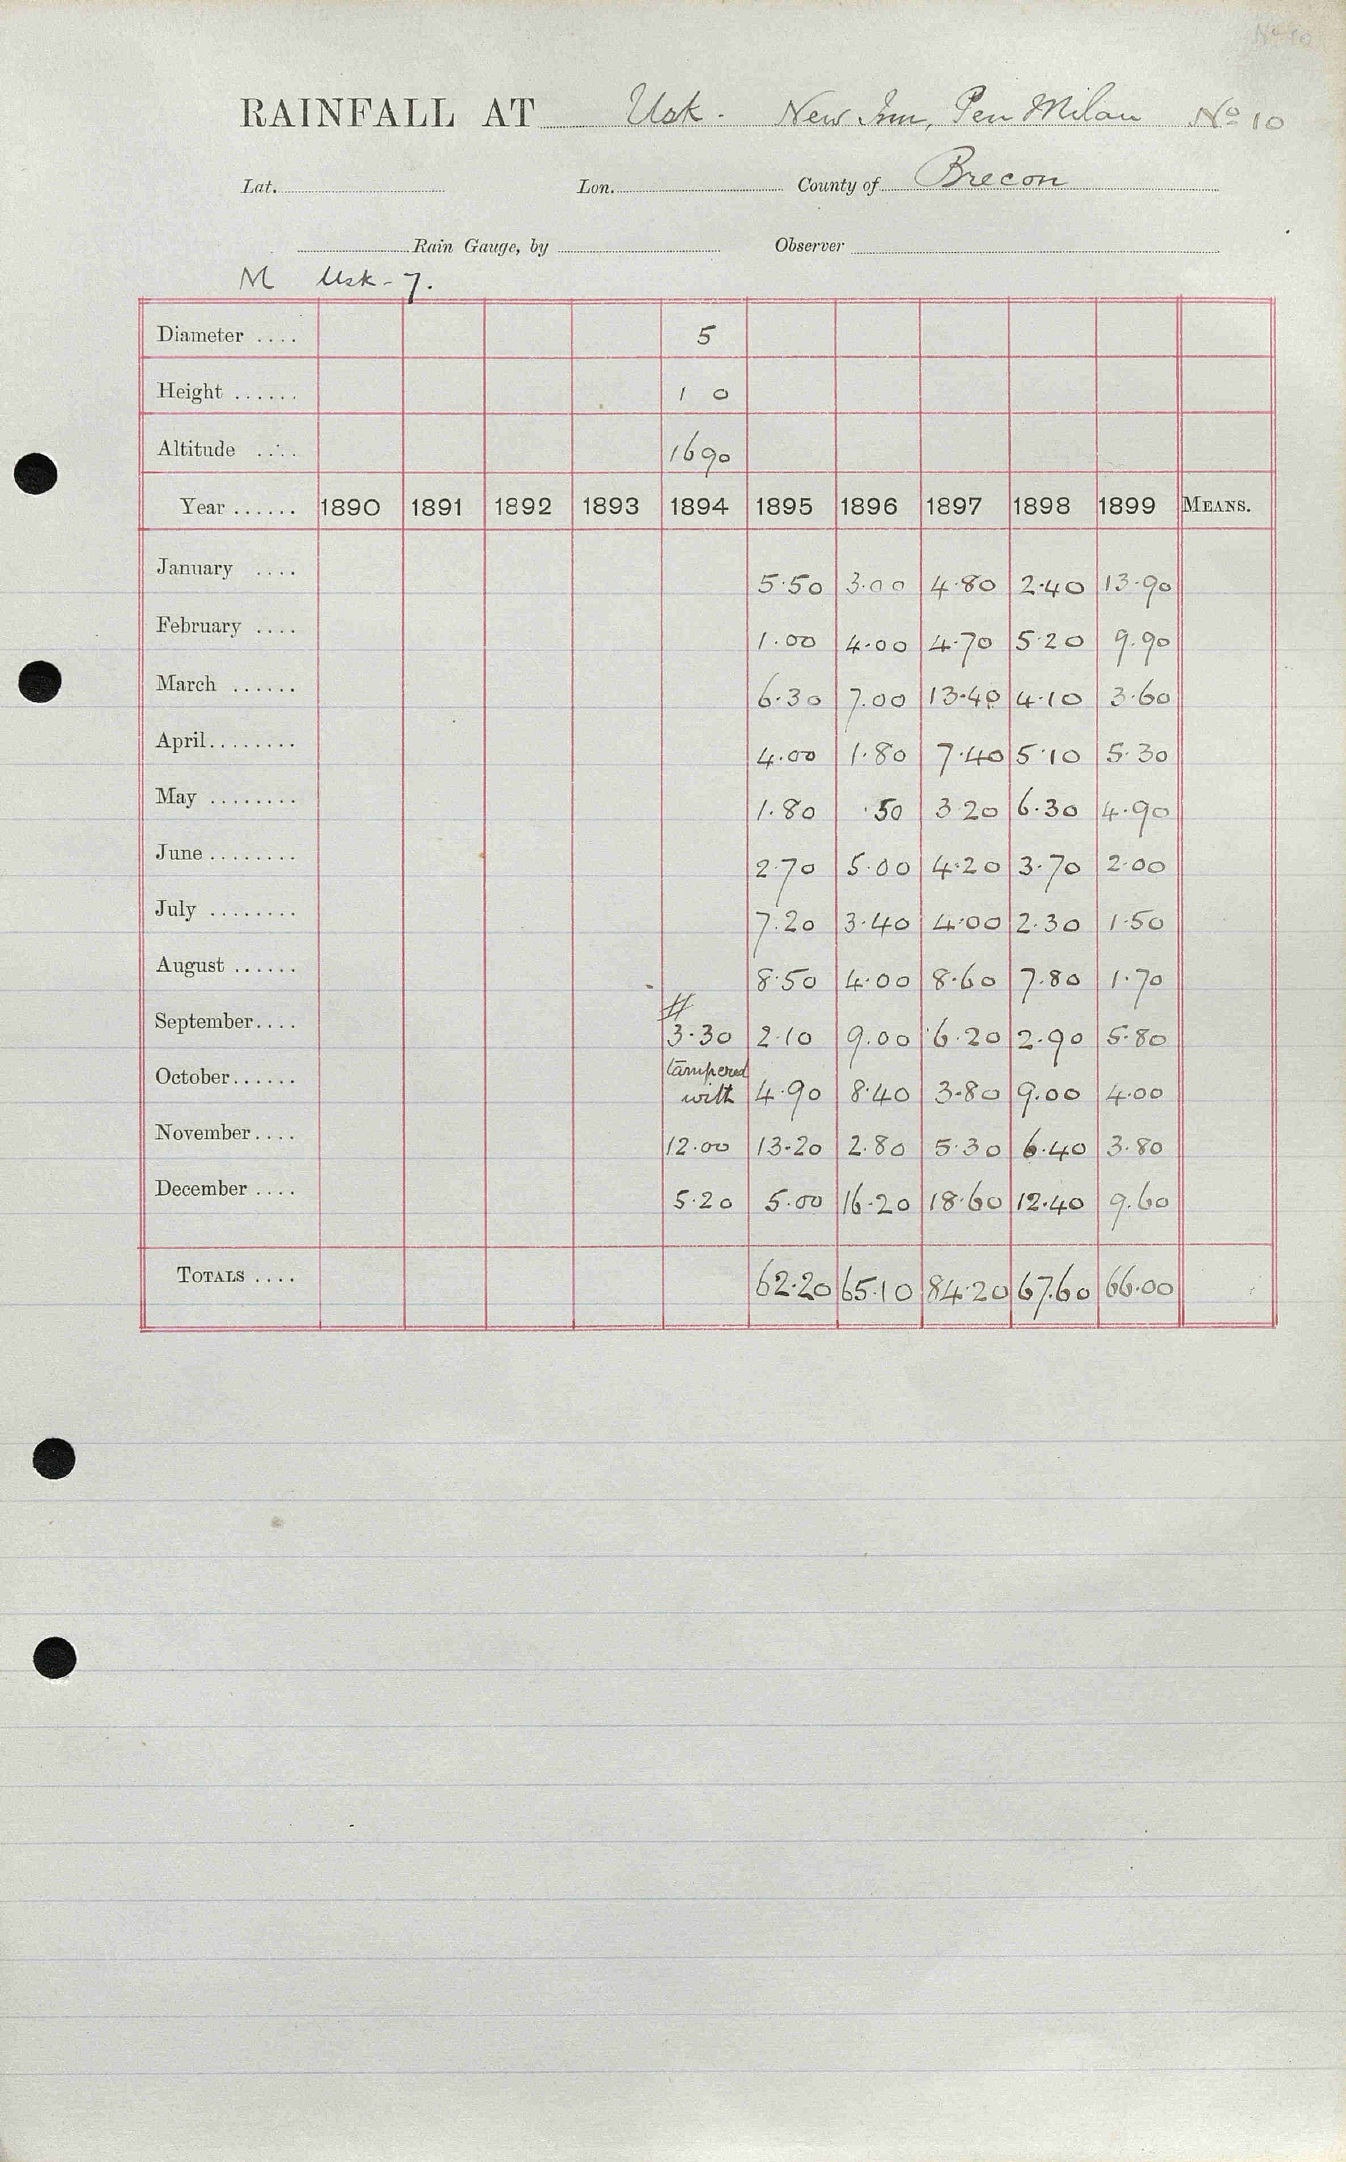 No 10
RAINFALL AT Usk. New Inn, Pen Milan No 10
Lat. Lon. County of Brecon
Rain Gauge, by Observer
M Usk - 7.
Diameter .... 5
Height ...... 1 0
Altitude .... 1690
Year ...... 1890 1891 1892 1893 1894 1895 1896 1897 1898 1899 MEANS.
January .... 5.50 3.00 4.80 2.40 13.90
February .... 1.00 4.00 4.70 5.20 9.90
March ...... 6.30 7.00 13.40 4.10 3.60
April........ 4.00 1.80 7.40 5.10 5.30
May ........ 1.80 .50 3.20 6.30 4.90
June ........ 2.70 5.00 4.20 3.70 2.00
July ........ 7.20 3.40 4.00 2.30 1.50
August ...... 8.50 4.00 8.60 7.80 1.70
#
September.... 3.30 2.10 9.00 6.20 2.90 5.80
October...... tampered with 4.90 8.40 3.80 9.00 4.00
November.... 12.00 13.20 2.80 5.30 6.40 3.80
December .... 5.20 5.00 16.20 18.60 12.40 9.60
TOTALS .... 62.20 65.10 84.20 67.60 66.00